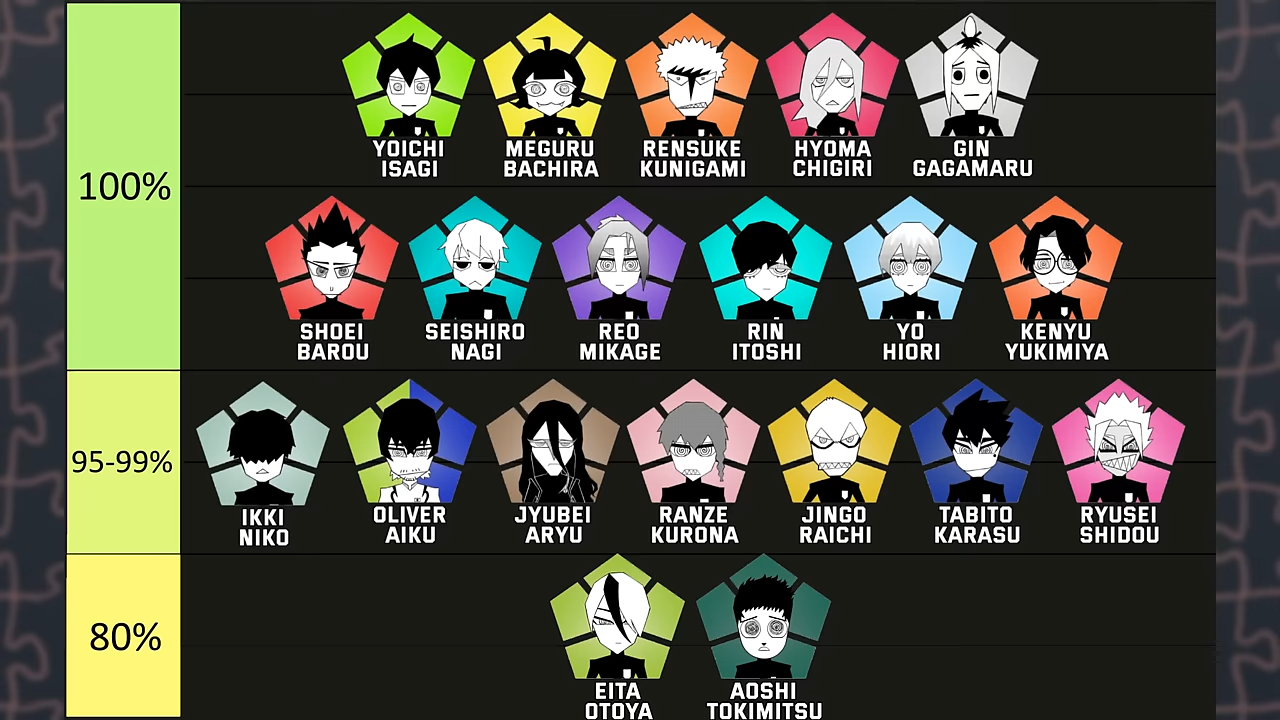 100%
YOICHI
ISAGI
MEGURU
BACHIRA
RENSUKE
KUNIGAMI
HYOMA
CHIGIRI
GIN
GAGAMARU
SHOEI
BAROU
SEISHIRO
NAGI
REO
MIKAGE
RIN
ITOSHI
YO
HIORI
KENYU
YUKIMIYA
95-99%
IKKI
NIKO
OLIVER
AIKU
JYUBEI
ARYU
RANZE
KURONA
JINGO
RAICHI
TABITO
KARASU
RYUSEI
SHIDOU
80%
EITA
OTOYA
AOSHI
TOKIMITSU